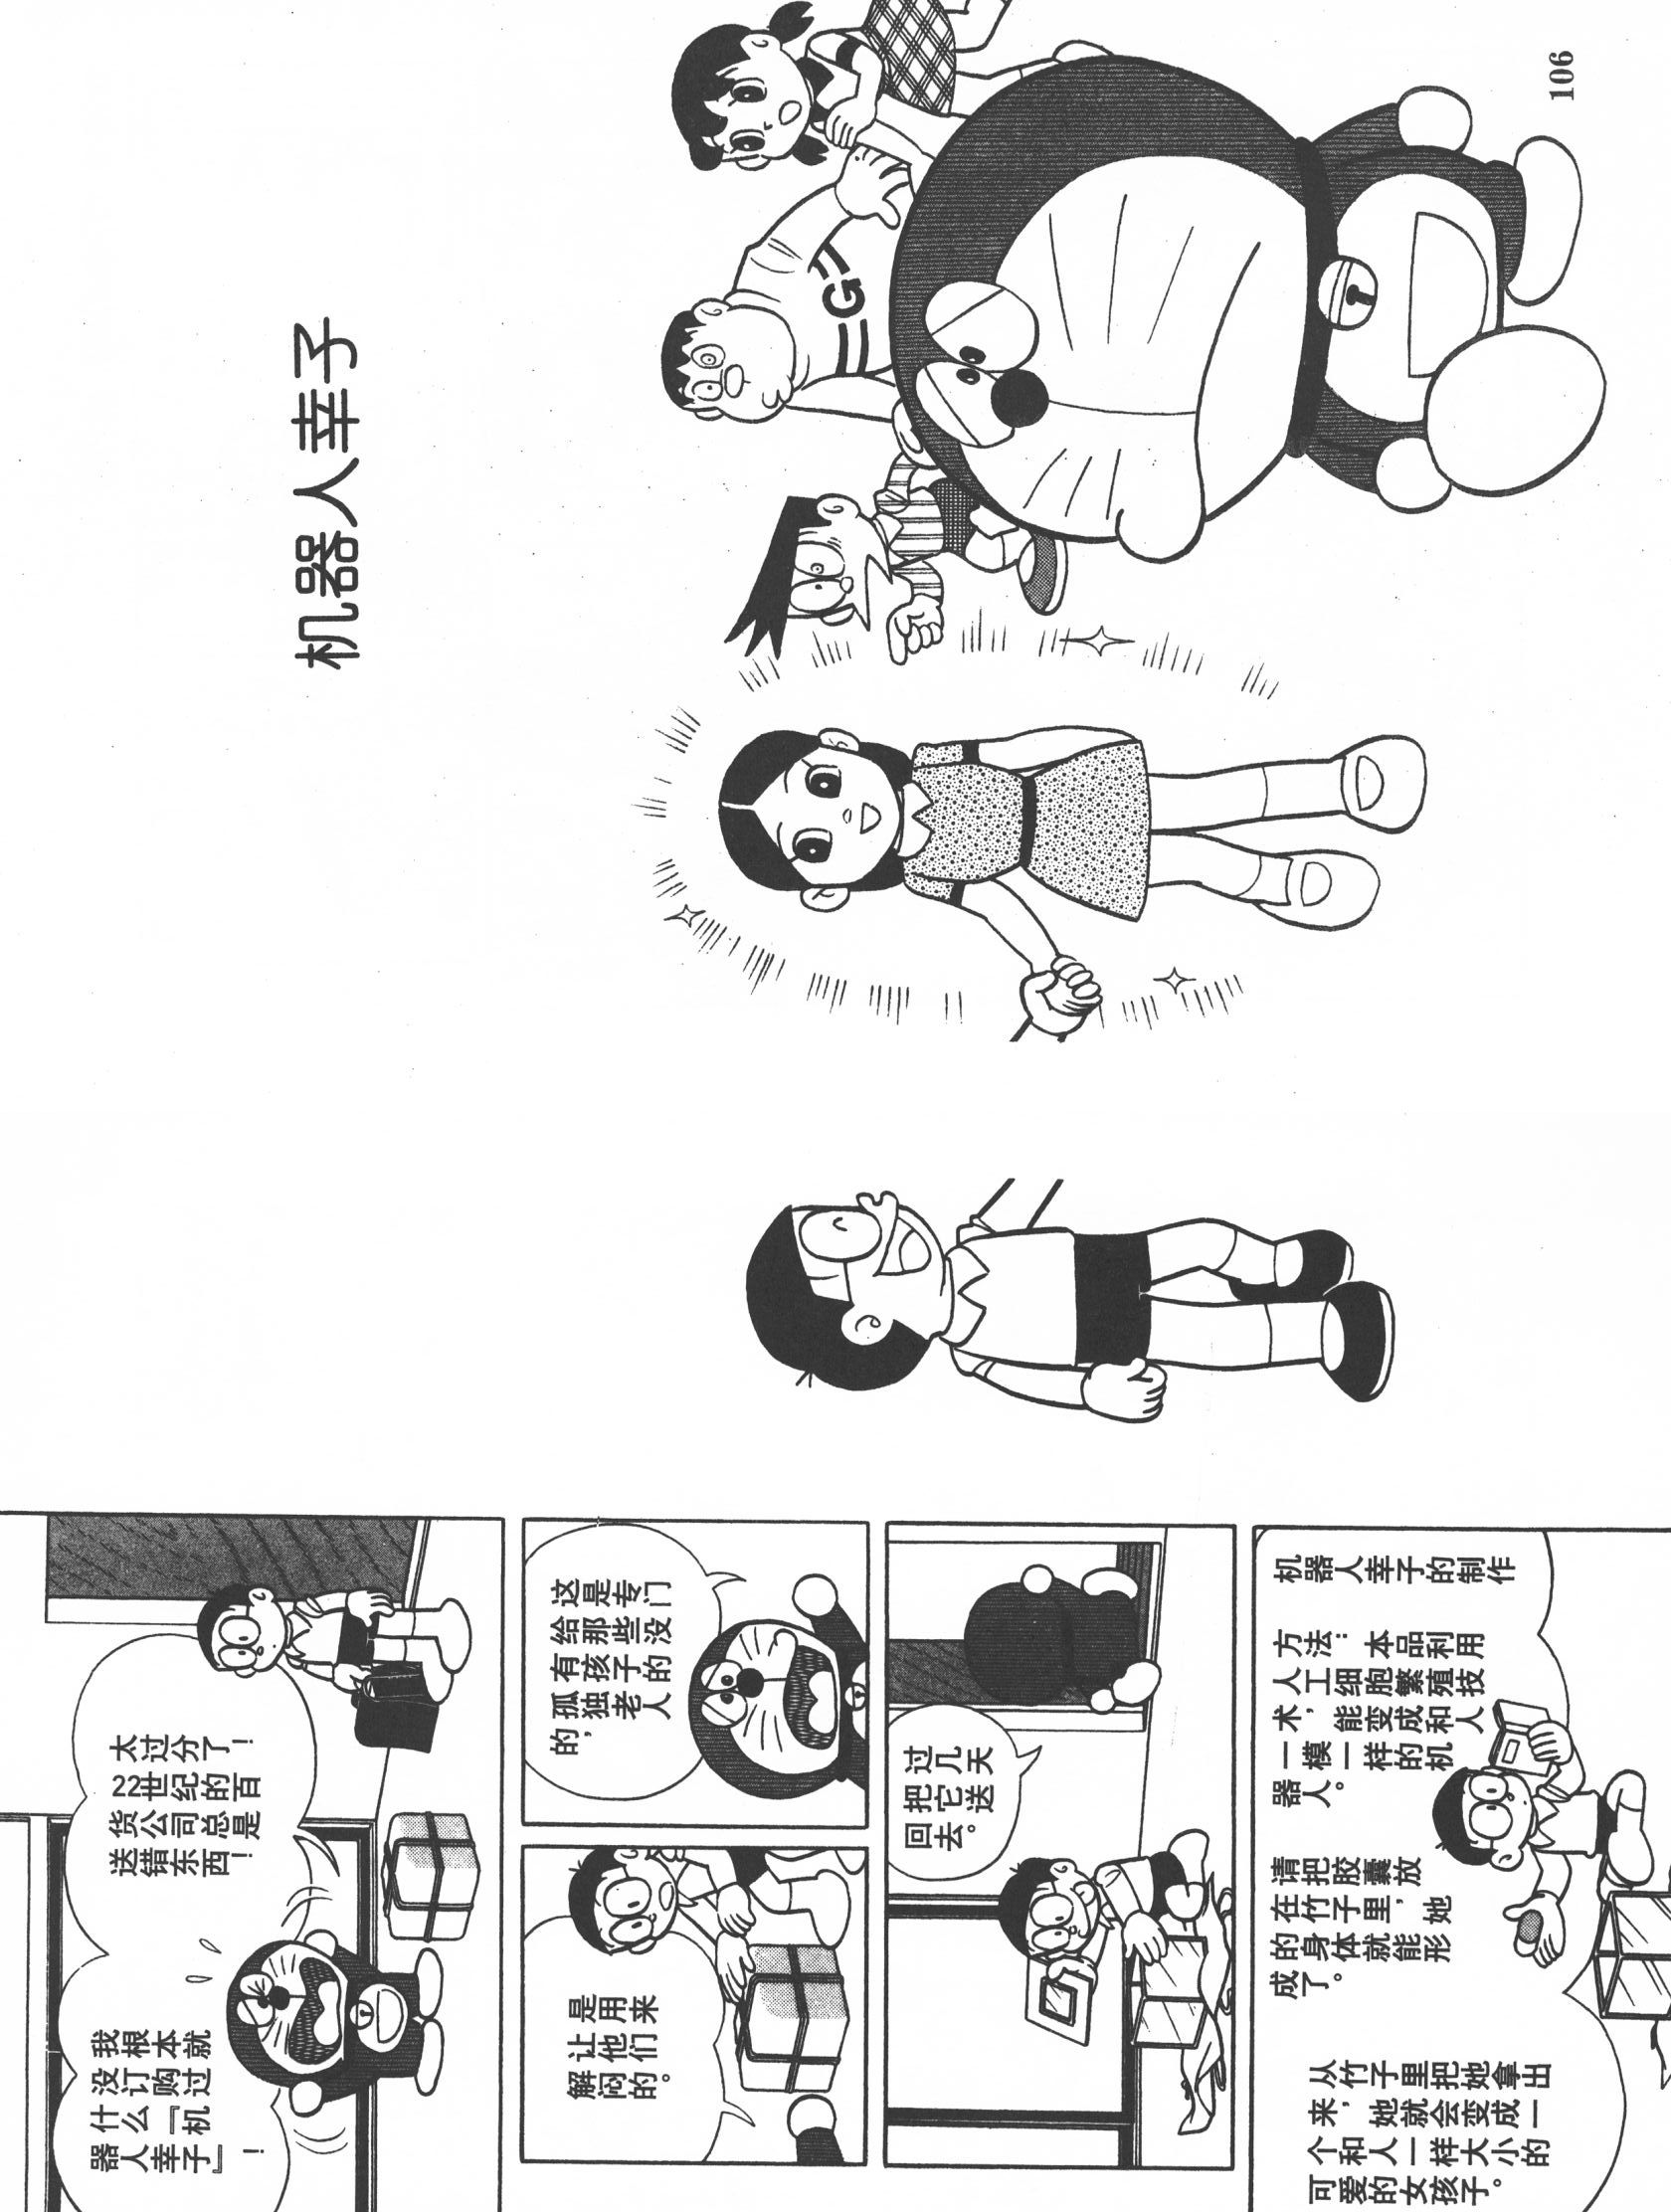 机器人幸子
106
太过分了！
22世纪的百
货公司总是
送错东西！
我根本就
没订购过
什么『机
器人幸子』！
这是专门
给那些没
有孩子的
孤独老人
的，
是用来
让他们
解闷的。
过几天
把它送
回去。
机器人幸子的制作
方法：本品利用
人工细胞繁殖技
术，能变成和人
一模一样的机
器人。
请把胶囊放
在竹子里，她
的身体就能形
成了。
从竹子里把她拿出
来，她就会变成一
个和人一样大小的
可爱的女孩子。
G